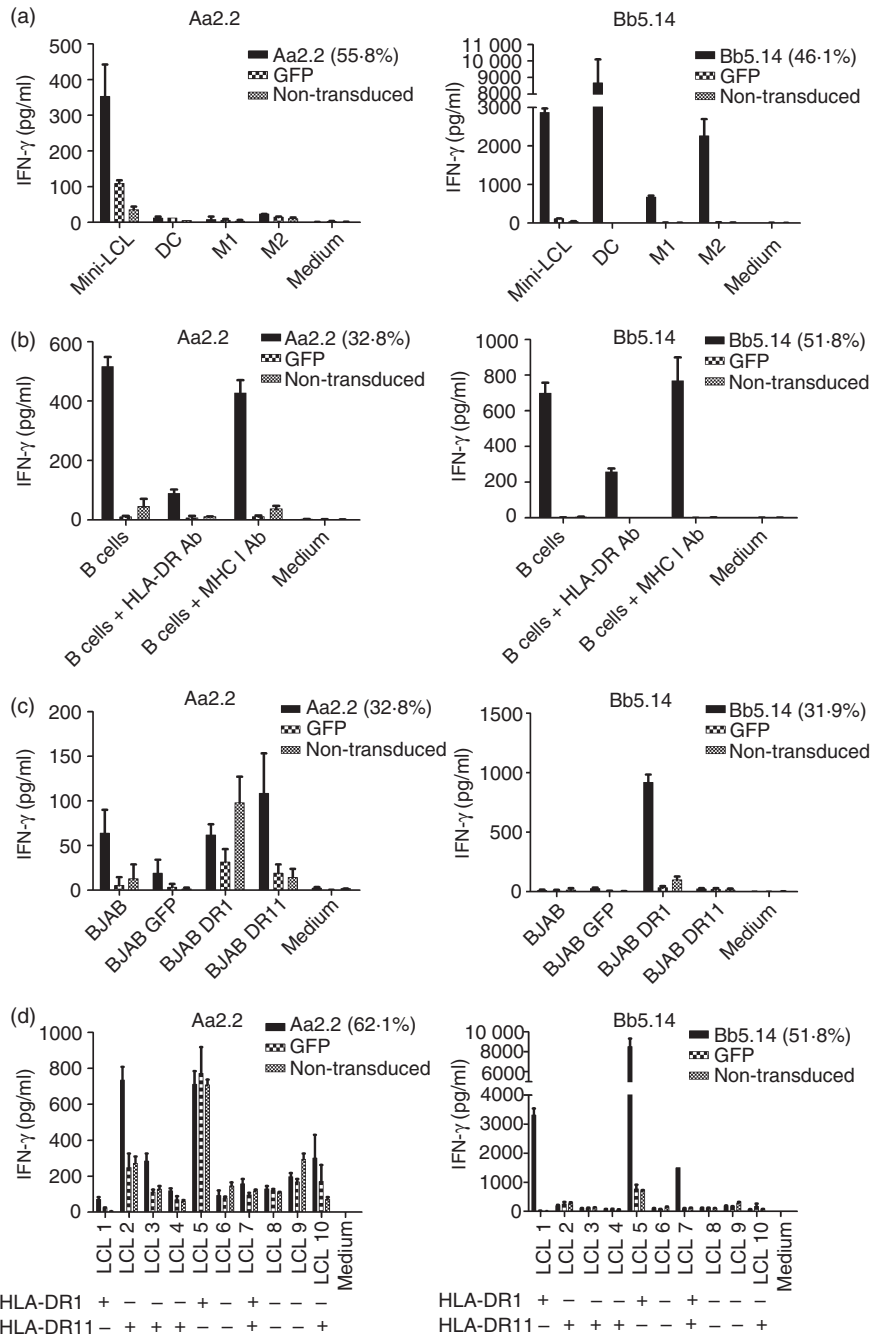 (a)
Aa2.2
IFN-γ (pg/ml)
500
400
300
200
100
0
Aa2.2 (55·8%)
GFP
Non-transduced
Mini-LCL
DC
M1
M2
Medium
Bb5.14
IFN-γ (pg/ml)
11 000
10 000
9000
8000
3000
2000
1000
0
Bb5.14 (46·1%)
GFP
Non-transduced
Mini-LCL
DC
M1
M2
Medium
(b)
Aa2.2
IFN-γ (pg/ml)
600
400
200
0
Aa2.2 (32·8%)
GFP
Non-transduced
B cells
B cells + HLA-DR Ab
B cells + MHC I Ab
Medium
Bb5.14
IFN-γ (pg/ml)
1000
800
600
400
200
0
Bb5.14 (51·8%)
GFP
Non-transduced
B cells
B cells + HLA-DR Ab
B cells + MHC I Ab
Medium
(c)
Aa2.2
IFN-γ (pg/ml)
200
150
100
50
0
Aa2.2 (32·8%)
GFP
Non-transduced
BJAB
BJAB GFP
BJAB DR1
BJAB DR11
Medium
Bb5.14
IFN-γ (pg/ml)
1500
1000
500
0
Bb5.14 (31·9%)
GFP
Non-transduced
BJAB
BJAB GFP
BJAB DR1
BJAB DR11
Medium
(d)
Aa2.2
IFN-γ (pg/ml)
1000
800
600
400
200
0
Aa2.2 (62·1%)
GFP
Non-transduced
LCL 1
LCL 2
LCL 3
LCL 4
LCL 5
LCL 6
LCL 7
LCL 8
LCL 9
LCL 10
Medium
HLA-DR1 + – – – + – + – – –
HLA-DR11 – + + + – – + – – +
Bb5.14
IFN-γ (pg/ml)
10 000
8000
6000
4000
3000
2000
1000
0
Bb5.14 (51·8%)
GFP
Non-transduced
LCL 1
LCL 2
LCL 3
LCL 4
LCL 5
LCL 6
LCL 7
LCL 8
LCL 9
LCL 10
Medium
HLA-DR1 + – – – + – + – – –
HLA-DR11 – + + + – – + – – +